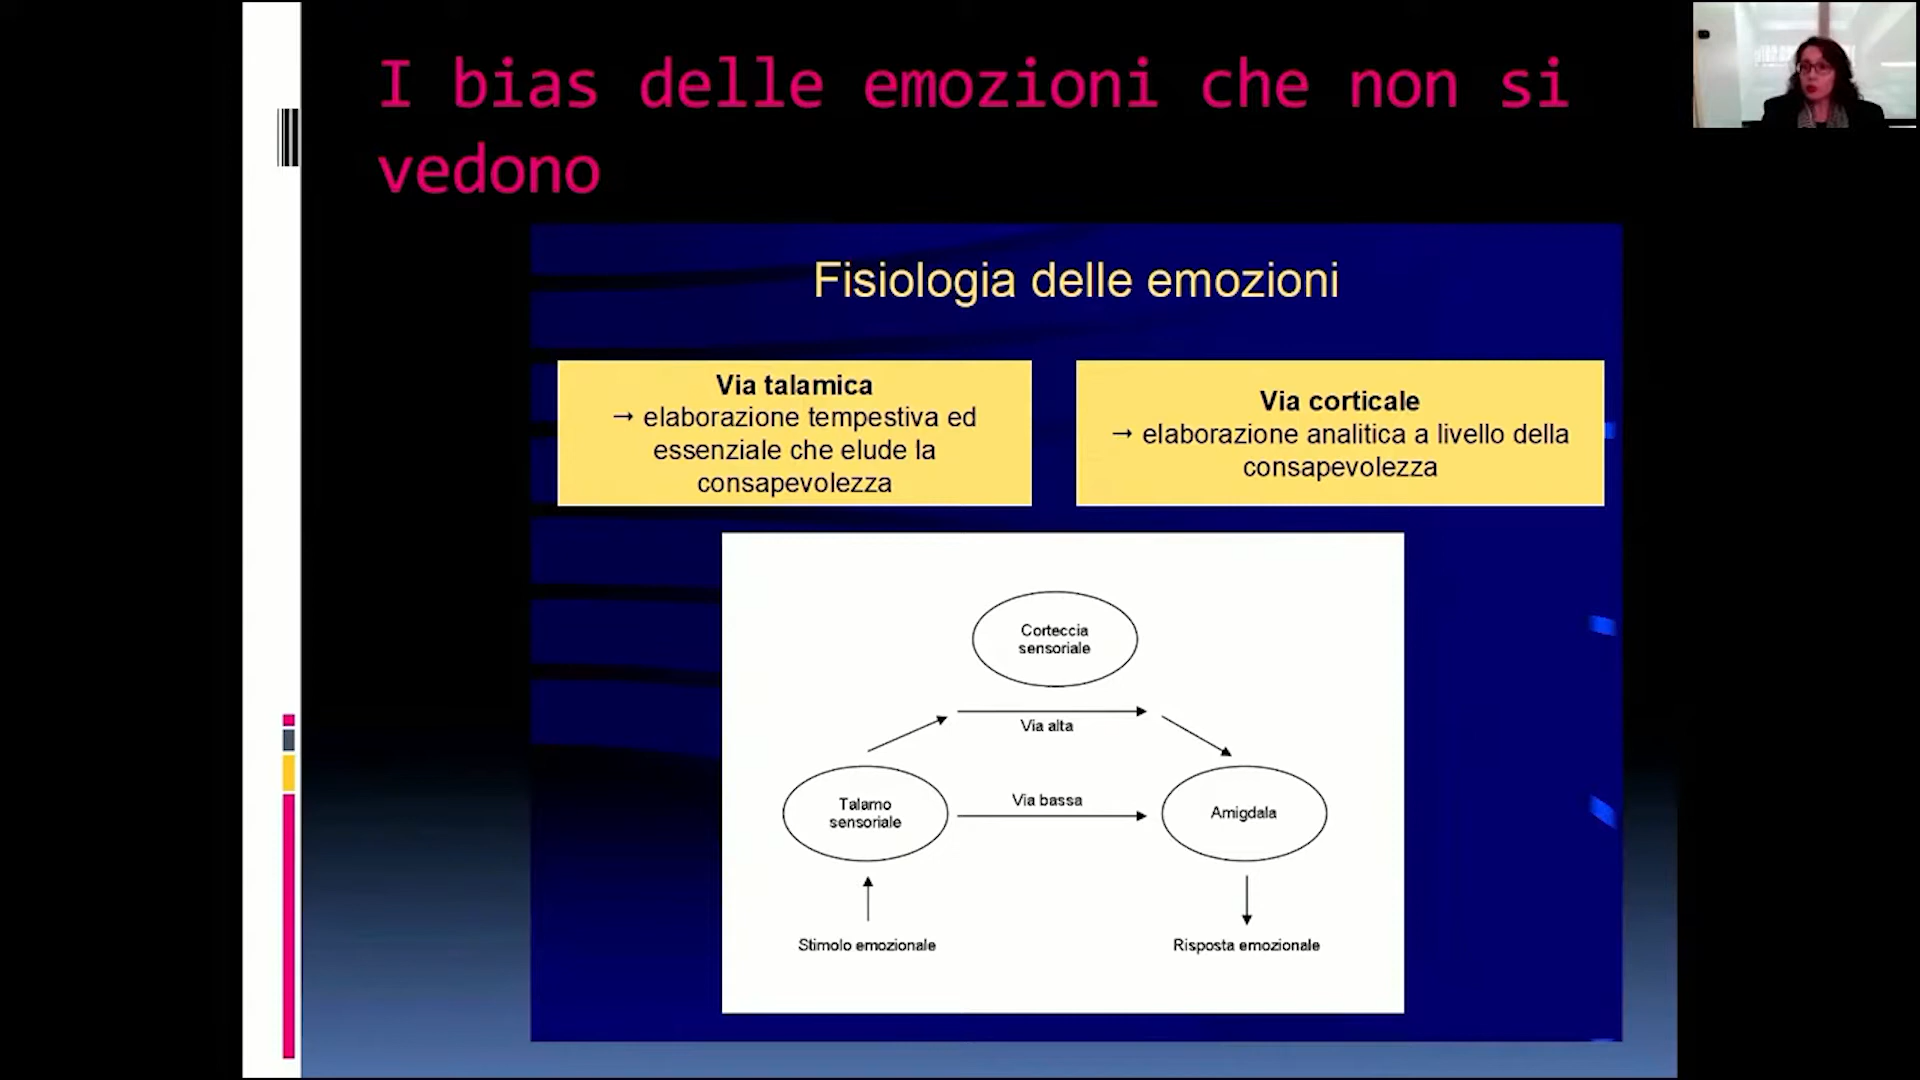 I bias delle emozioni che non si
vedono
Fisiologia delle emozioni
Via talamica
→ elaborazione tempestiva ed
essenziale che elude la
consapevolezza
Via corticale
→ elaborazione analitica a livello della
consapevolezza
Corteccia
sensoriale
Via alta
Talamo
sensoriale
Via bassa
Amigdala
Stimolo emozionale
Risposta emozionale